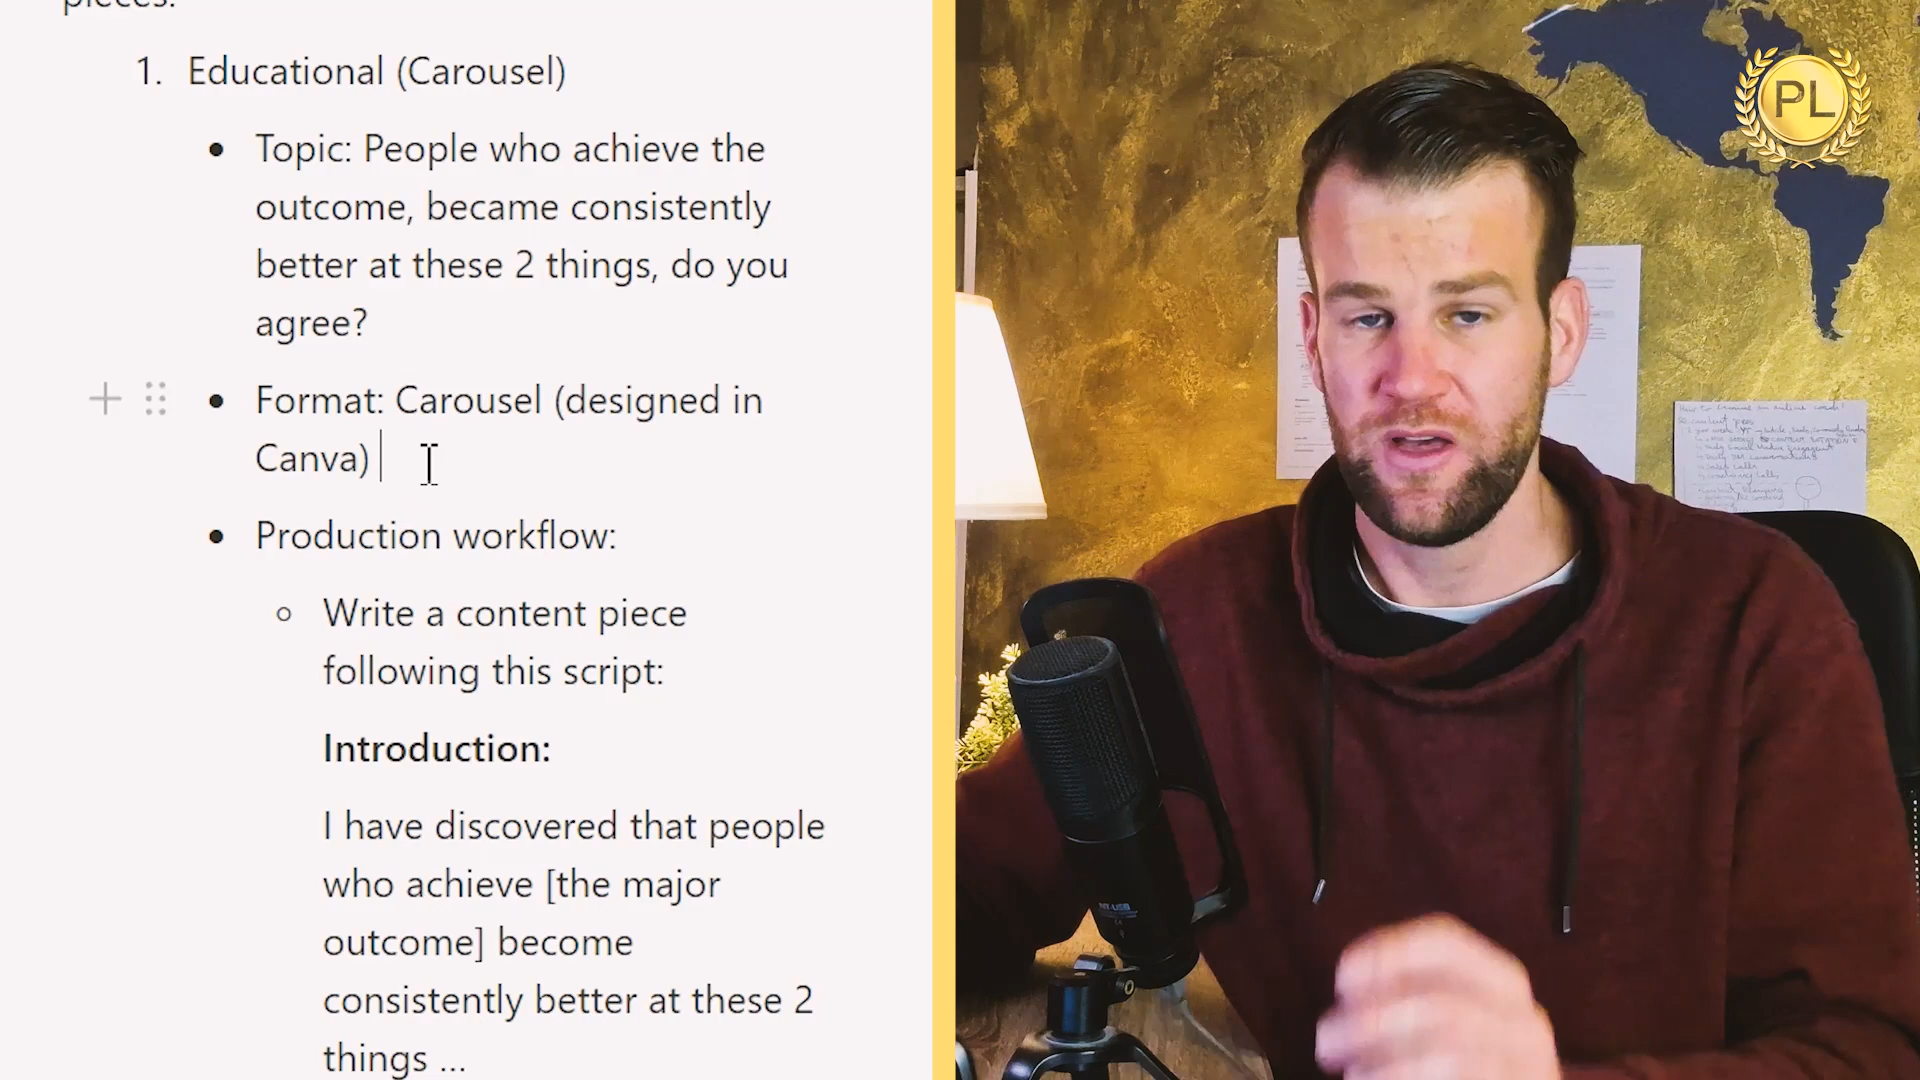 pieces.
1. Educational (Carousel)
• Topic: People who achieve the
outcome, became consistently
better at these 2 things, do you
agree?
• Format: Carousel (designed in
Canva)
• Production workflow:
○ Write a content piece
following this script:
Introduction:
I have discovered that people
who achieve [the major
outcome] become
consistently better at these 2
things ...
PL